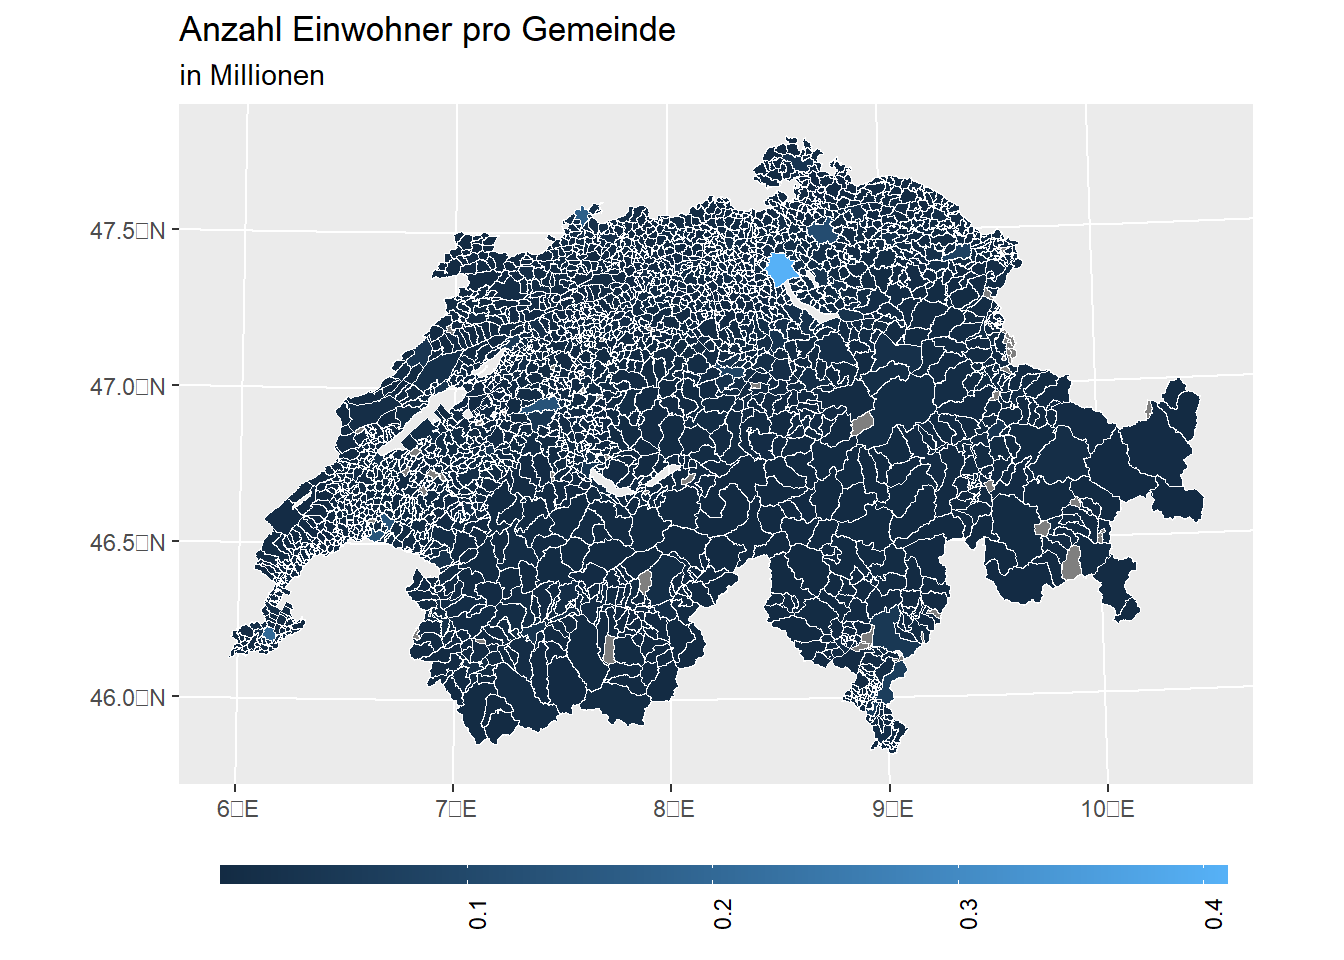 Anzahl Einwohner pro Gemeinde
in Millionen
47.5□N
47.0□N
46.5□N
46.0□N
6□E
7□E
8□E
9□E
10□E
0.1
0.2
0.3
0.4